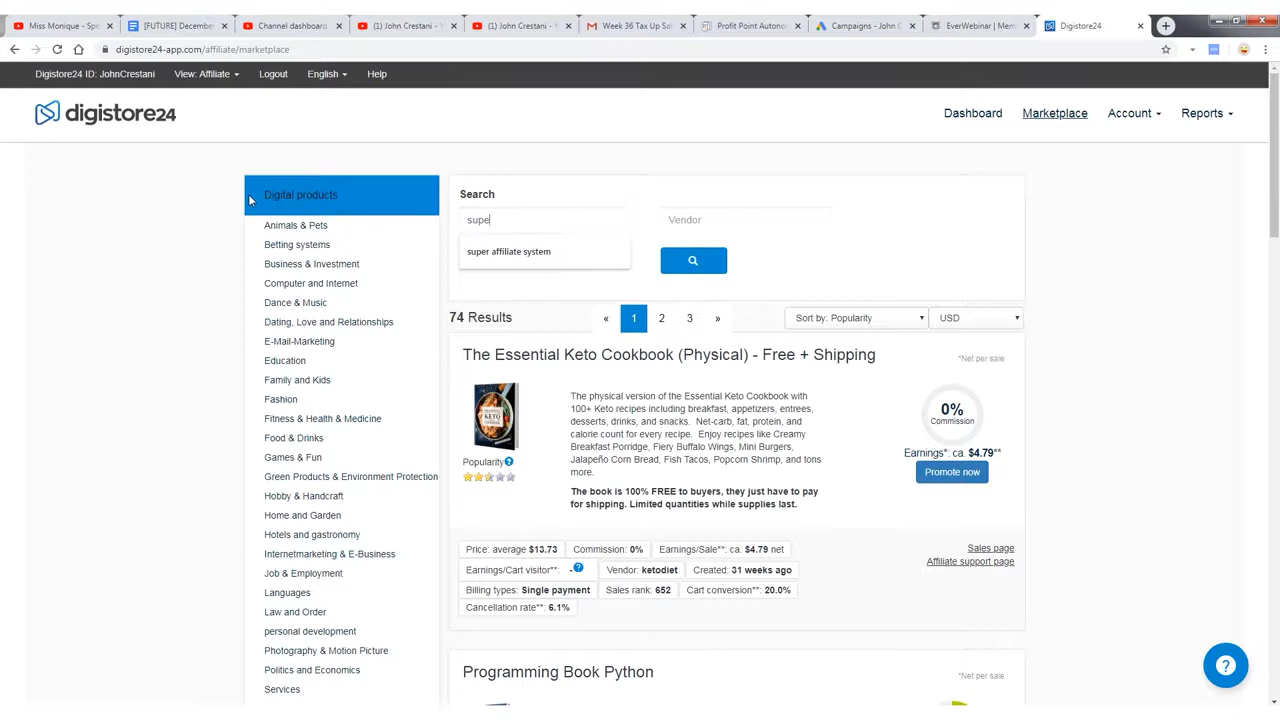 Miss Monique - Spe
[FUTURE] December
Channel dashboard
(1) John Crestani - Y
(1) John Crestani - Y
Week 36 Tax Up Sal
Profit Point Autonom
Campaigns - John C
EverWebinar | Mem
Digistore24
digistore24-app.com/affiliate/marketplace
Digistore24 ID: JohnCrestani
View: Affiliate
Logout
English
Help
digistore24
Dashboard
Marketplace
Account
Reports
Digital products
Animals & Pets
Betting systems
Business & Investment
Computer and Internet
Dance & Music
Dating, Love and Relationships
E-Mail-Marketing
Education
Family and Kids
Fashion
Fitness & Health & Medicine
Food & Drinks
Games & Fun
Green Products & Environment Protection
Hobby & Handcraft
Home and Garden
Hotels and gastronomy
Internetmarketing & E-Business
Job & Employment
Languages
Law and Order
personal development
Photography & Motion Picture
Politics and Economics
Services
Search
supe
Vendor
super affiliate system
74 Results
« 1 2 3 »
Sort by: Popularity
USD
The Essential Keto Cookbook (Physical) - Free + Shipping
*Net per sale
The physical version of the Essential Keto Cookbook with
100+ Keto recipes including breakfast, appetizers, entrees,
desserts, drinks, and snacks. Net-carb, fat, protein, and
calorie count for every recipe. Enjoy recipes like Creamy
Breakfast Porridge, Fiery Buffalo Wings, Mini Burgers,
Jalapeño Corn Bread, Fish Tacos, Popcorn Shrimp, and tons
more.
The book is 100% FREE to buyers, they just have to pay
for shipping. Limited quantities while supplies last.
ESSENTIAL
KETO
COOKBOOK
Popularity
0%
Commission
Earnings*: ca. $4.79**
Promote now
Price: average $13.73
Commission: 0%
Earnings/Sale**: ca. $4.79 net
Earnings/Cart visitor**: -
Vendor: ketodiet
Created: 31 weeks ago
Billing types: Single payment
Sales rank: 652
Cart conversion**: 20.0%
Cancellation rate**: 6.1%
Sales page
Affiliate support page
Programming Book Python
*Net per sale